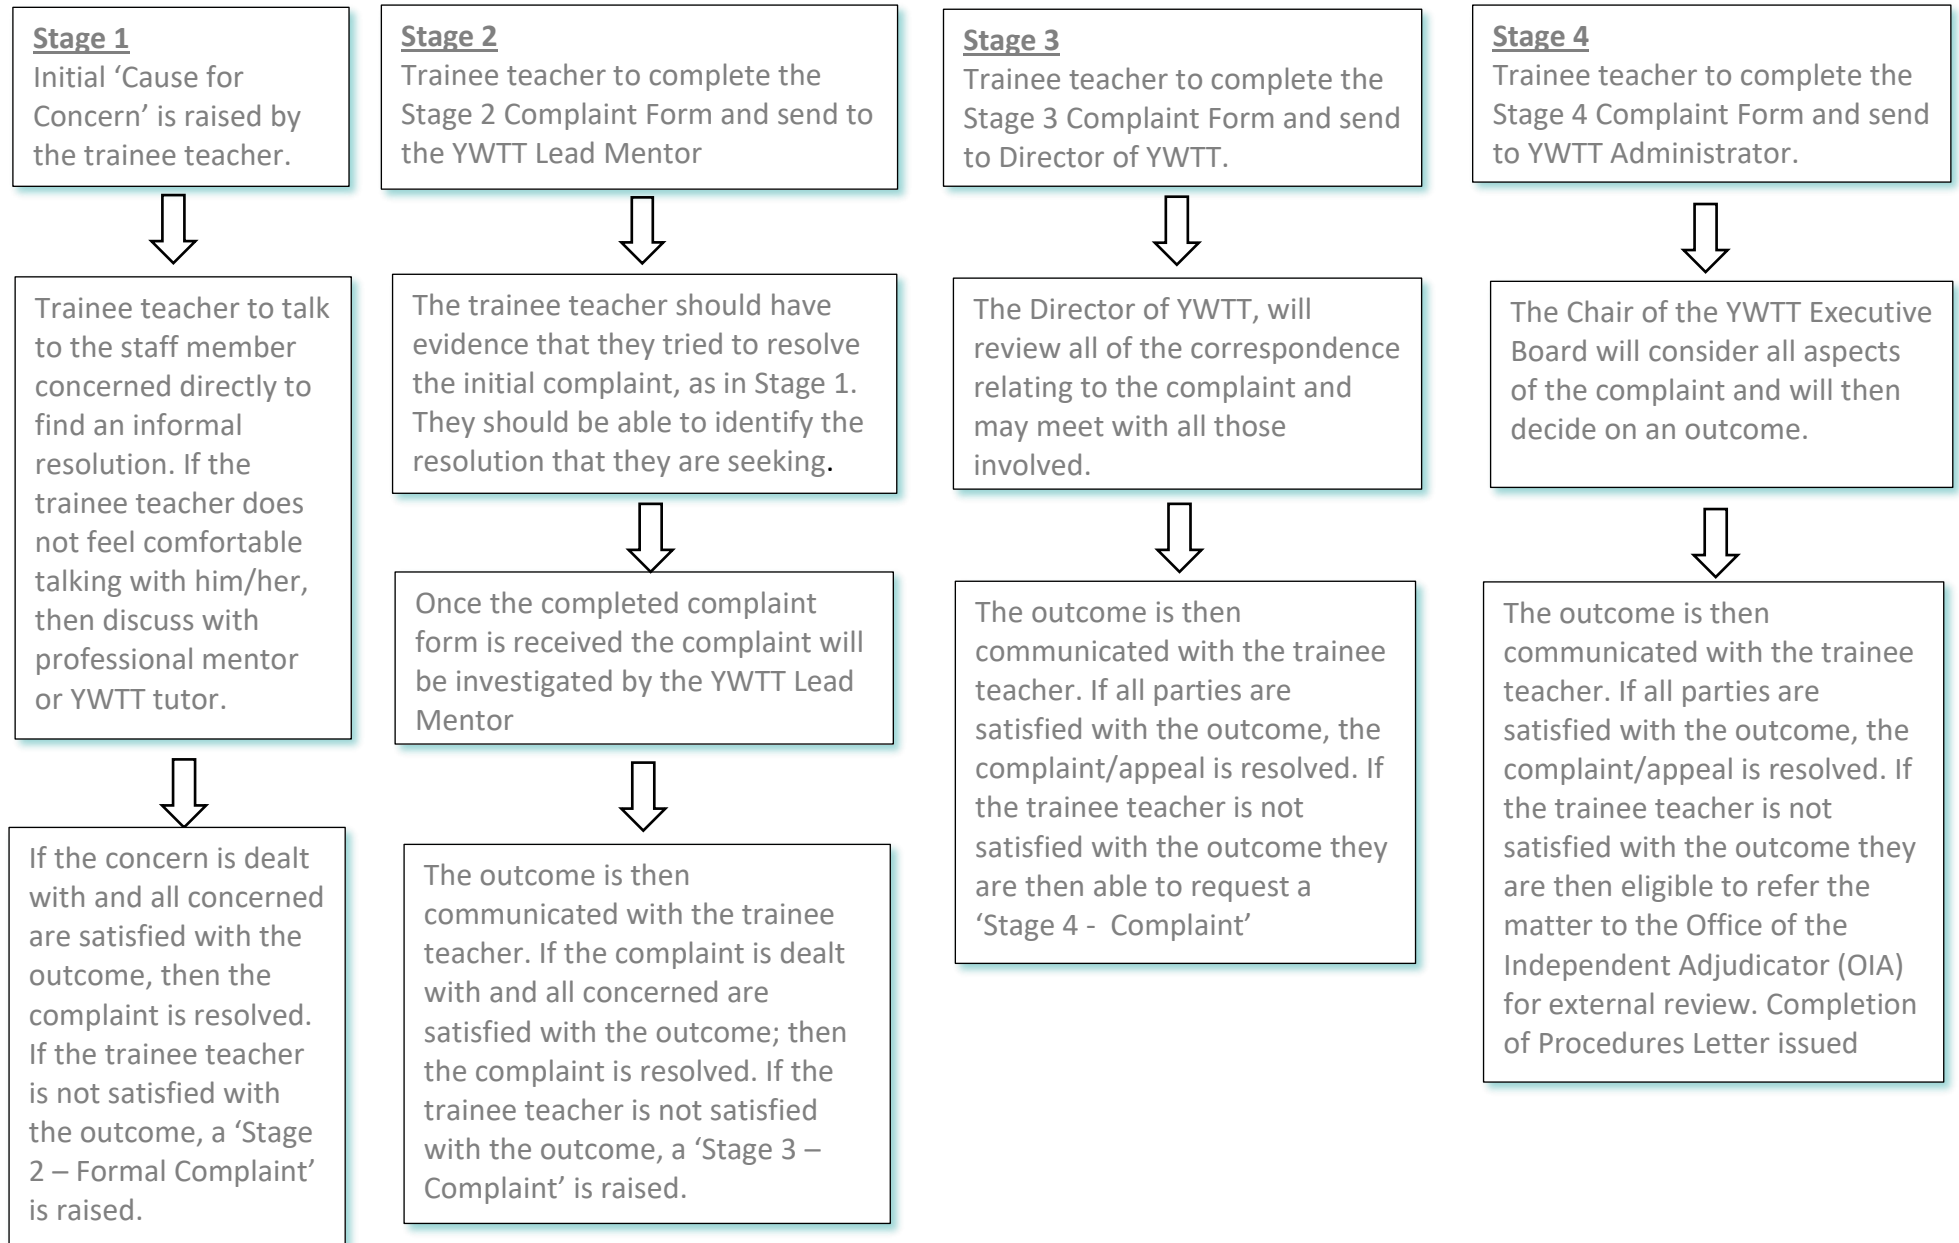 Stage 1
Initial ‘Cause for
Concern’ is raised by
the trainee teacher.
Trainee teacher to talk
to the staff member
concerned directly to
find an informal
resolution. If the
trainee teacher does
not feel comfortable
talking with him/her,
then discuss with
professional mentor
or YWTT tutor.
If the concern is dealt
with and all concerned
are satisfied with the
outcome, then the
complaint is resolved.
If the trainee teacher
is not satisfied with
the outcome, a ‘Stage
2 – Formal Complaint’
is raised.
Stage 2
Trainee teacher to complete the
Stage 2 Complaint Form and send to
the YWTT Lead Mentor
The trainee teacher should have
evidence that they tried to resolve
the initial complaint, as in Stage 1.
They should be able to identify the
resolution that they are seeking.
Once the completed complaint
form is received the complaint will
be investigated by the YWTT Lead
Mentor
The outcome is then
communicated with the trainee
teacher. If the complaint is dealt
with and all concerned are
satisfied with the outcome; then
the complaint is resolved. If the
trainee teacher is not satisfied
with the outcome, a ‘Stage 3 –
Complaint’ is raised.
Stage 3
Trainee teacher to complete the
Stage 3 Complaint Form and send
to Director of YWTT.
The Director of YWTT, will
review all of the correspondence
relating to the complaint and
may meet with all those
involved.
The outcome is then
communicated with the trainee
teacher. If all parties are
satisfied with the outcome, the
complaint/appeal is resolved. If
the trainee teacher is not
satisfied with the outcome they
are then able to request a
‘Stage 4 -  Complaint’
Stage 4
Trainee teacher to complete the
Stage 4 Complaint Form and send
to YWTT Administrator.
The Chair of the YWTT Executive
Board will consider all aspects
of the complaint and will then
decide on an outcome.
The outcome is then
communicated with the trainee
teacher. If all parties are
satisfied with the outcome, the
complaint/appeal is resolved. If
the trainee teacher is not
satisfied with the outcome they
are then eligible to refer the
matter to the Office of the
Independent Adjudicator (OIA)
for external review. Completion
of Procedures Letter issued